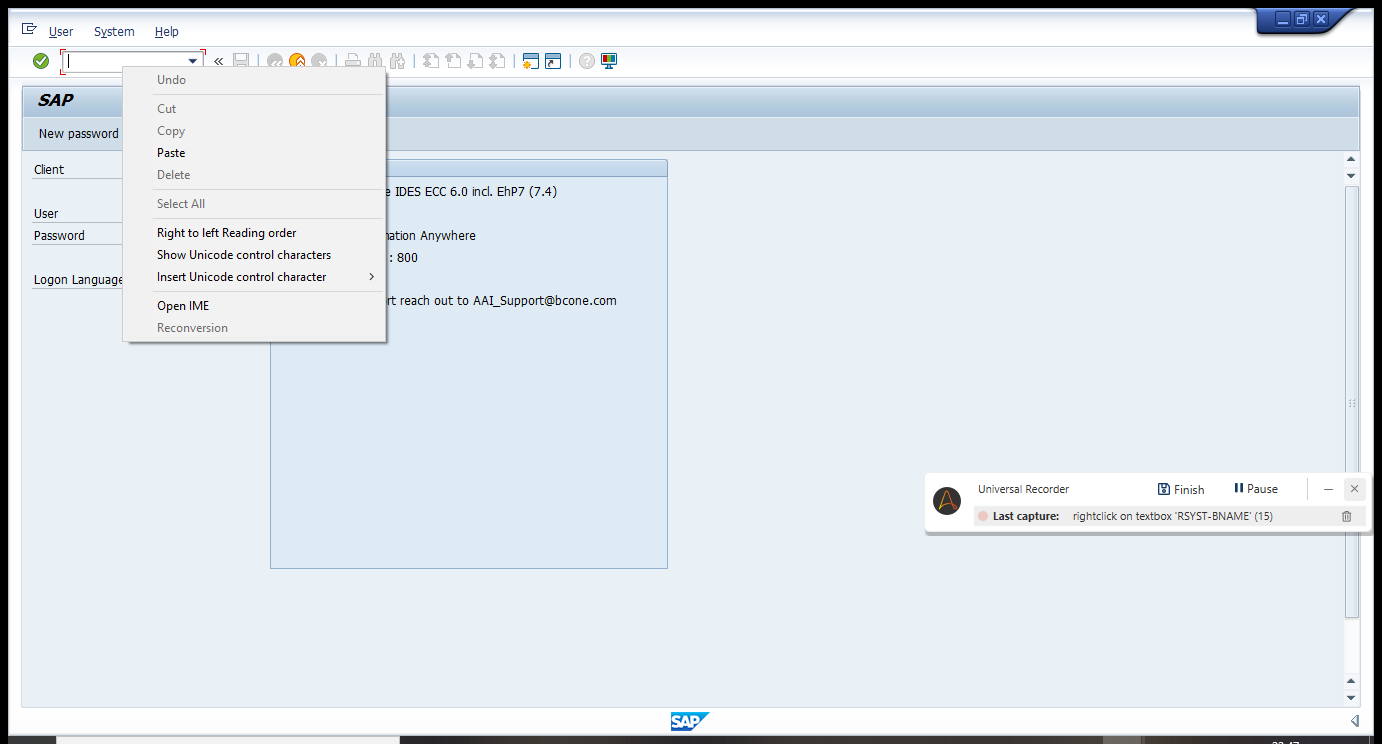 User System Help
SAP
New password
Undo
Cut
Copy
Paste
Delete
Select All
Right to left Reading order
Show Unicode control characters
Insert Unicode control character
Open IME
Reconversion
Client
User
Password
Logon Language
IDES ECC 6.0 incl. EhP7 (7.4)
Anywhere
: 800
reach out to AAI_Support@bcone.com
Universal Recorder
Finish
Pause
Last capture: rightclick on textbox 'RSYST-BNAME' (15)
SAP